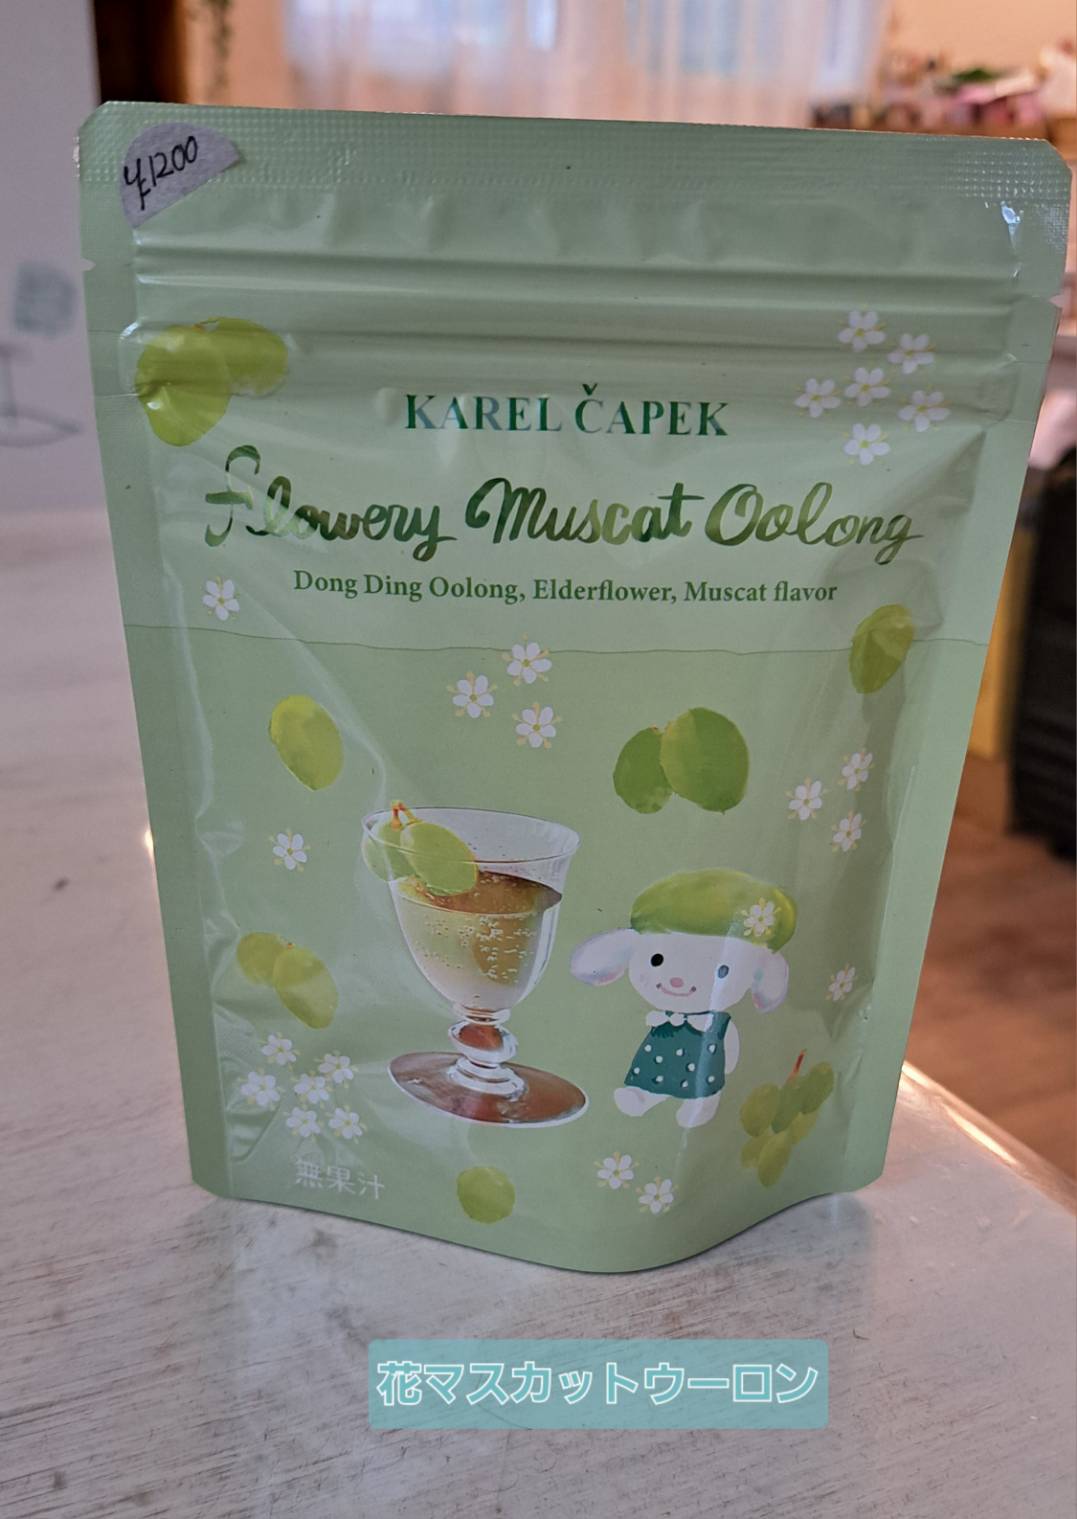 ¥1200
KAREL ČAPEK
Flowery Muscat Oolong
Dong Ding Oolong, Elderflower, Muscat flavor
無果汁
花マスカットウーロン